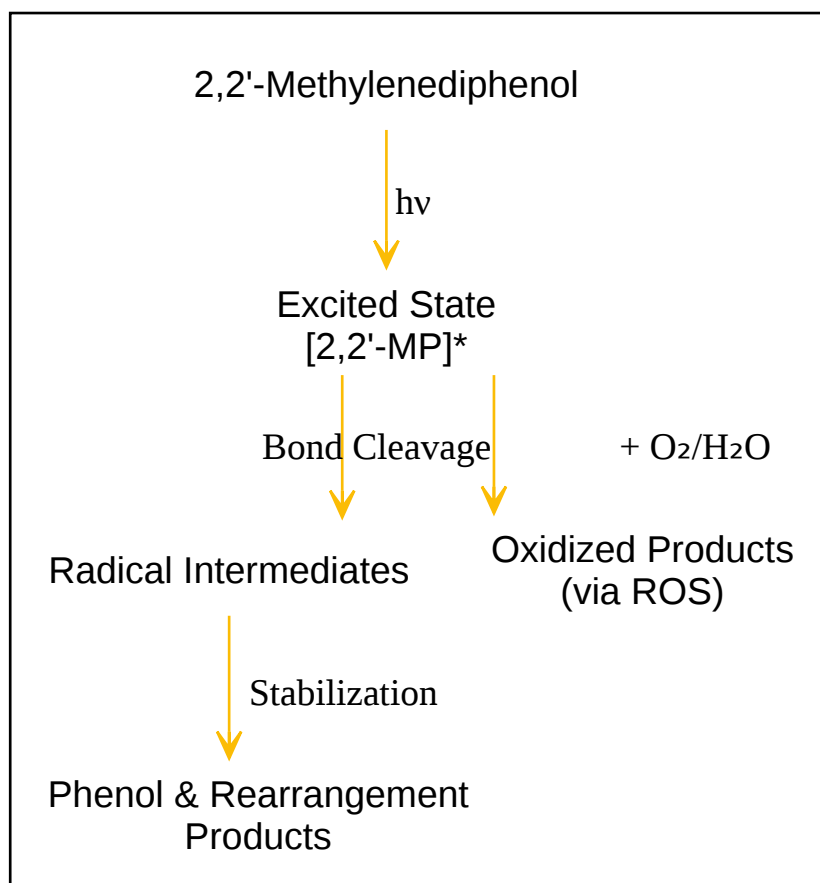 2,2'-Methylenediphenol
hν
Excited State
[2,2'-MP]*
Bond Cleavage
+ O₂/H₂O
Radical Intermediates
Oxidized Products
(via ROS)
Stabilization
Phenol & Rearrangement
Products